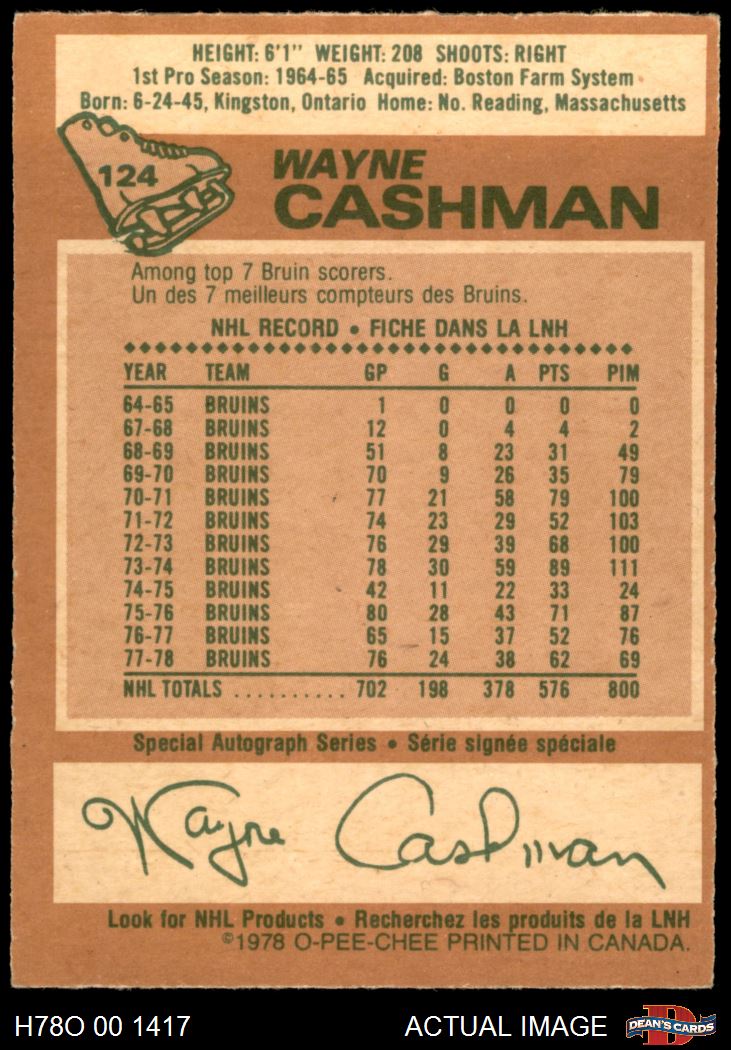 HEIGHT: 6'1" WEIGHT: 208 SHOOTS: RIGHT
1st Pro Season: 1964-65 Acquired: Boston Farm System
Born: 6-24-45, Kingston, Ontario Home: No. Reading, Massachusetts
124
WAYNE
CASHMAN
Among top 7 Bruin scorers.
Un des 7 meilleurs compteurs des Bruins.
NHL RECORD • FICHE DANS LA LNH
YEAR TEAM GP G A PTS PIM
64-65 BRUINS 1 0 0 0 0
67-68 BRUINS 12 0 4 4 2
68-69 BRUINS 51 8 23 31 49
69-70 BRUINS 70 9 26 35 79
70-71 BRUINS 77 21 58 79 100
71-72 BRUINS 74 23 29 52 103
72-73 BRUINS 76 29 39 68 100
73-74 BRUINS 78 30 59 89 111
74-75 BRUINS 42 11 22 33 24
75-76 BRUINS 80 28 43 71 87
76-77 BRUINS 65 15 37 52 76
77-78 BRUINS 76 24 38 62 69
NHL TOTALS .......... 702 198 378 576 800
Special Autograph Series • Série signée spéciale
Wayne Cashman
Look for NHL Products • Recherchez les produits de la LNH
©1978 O-PEE-CHEE PRINTED IN CANADA.
H78O 00 1417 ACTUAL IMAGE D DEAN'S CARDS